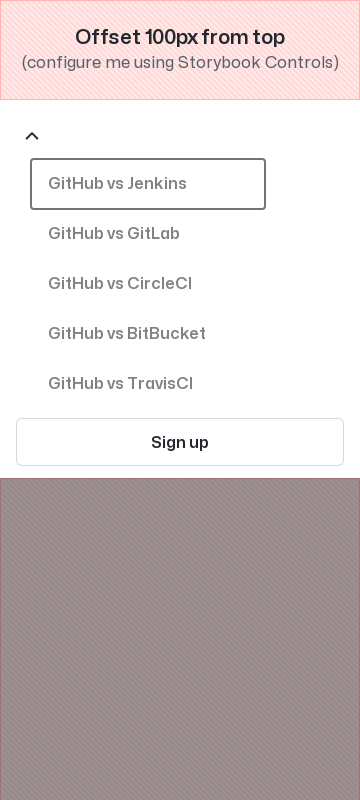 Offset 100px from top
(configure me using Storybook Controls)
GitHub vs Jenkins
GitHub vs GitLab
GitHub vs CircleCI
GitHub vs BitBucket
GitHub vs TravisCI
Sign up